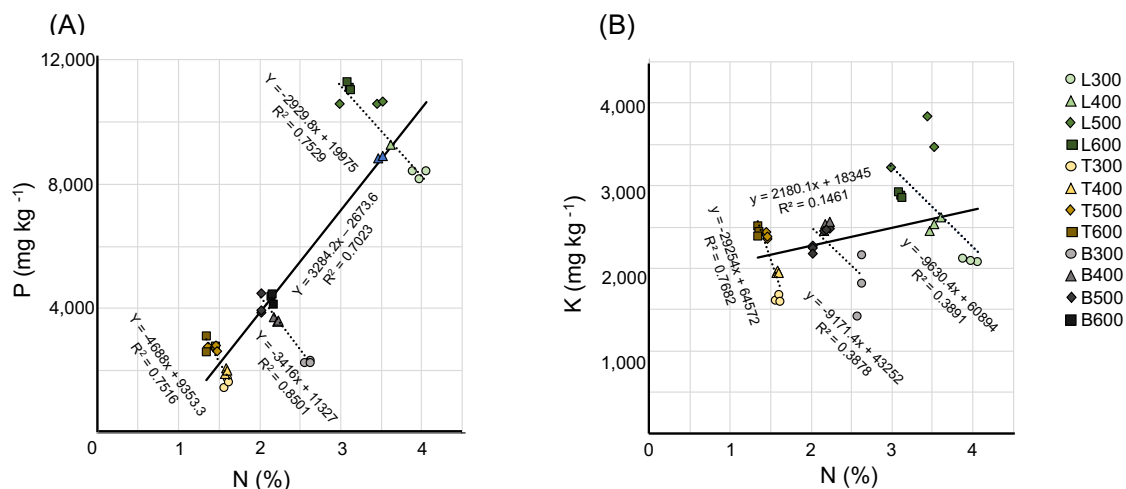 (A)
P (mg kg -1)
12,000
8,000
4,000
0
0 1 2 3 4
N (%)
Y = -2929.8x + 19975
R² = 0.7529
Y = 3284.2x − 2673.6
R² = 0.7023
Y = -4688x + 9353.3
R² = 0.7516
Y = -3416x + 11327
R² = 0.8501
(B)
K (mg kg -1)
4,000
3,000
2,000
1,000
0
0 1 2 3 4
N (%)
y = 2180.1x + 18345
R² = 0.1461
y = -29254x + 64572
R² = 0.7682
y = -9630.4x + 60894
R² = 0.3891
y = -9171.4x + 43252
R² = 0.3878
L300
L400
L500
L600
T300
T400
T500
T600
B300
B400
B500
B600